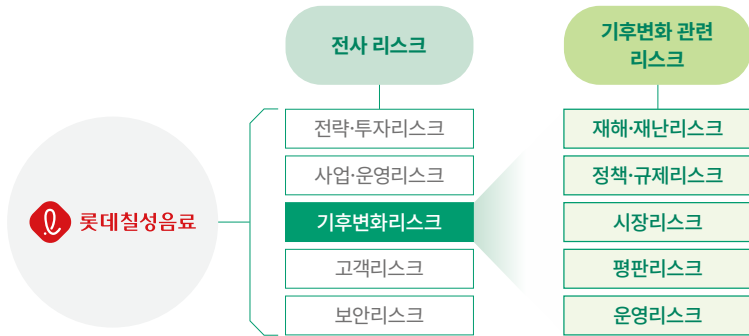 전사 리스크
기후변화 관련
리스크
롯데칠성음료
전략·투자리스크
사업·운영리스크
기후변화리스크
고객리스크
보안리스크
재해·재난리스크
정책·규제리스크
시장리스크
평판리스크
운영리스크